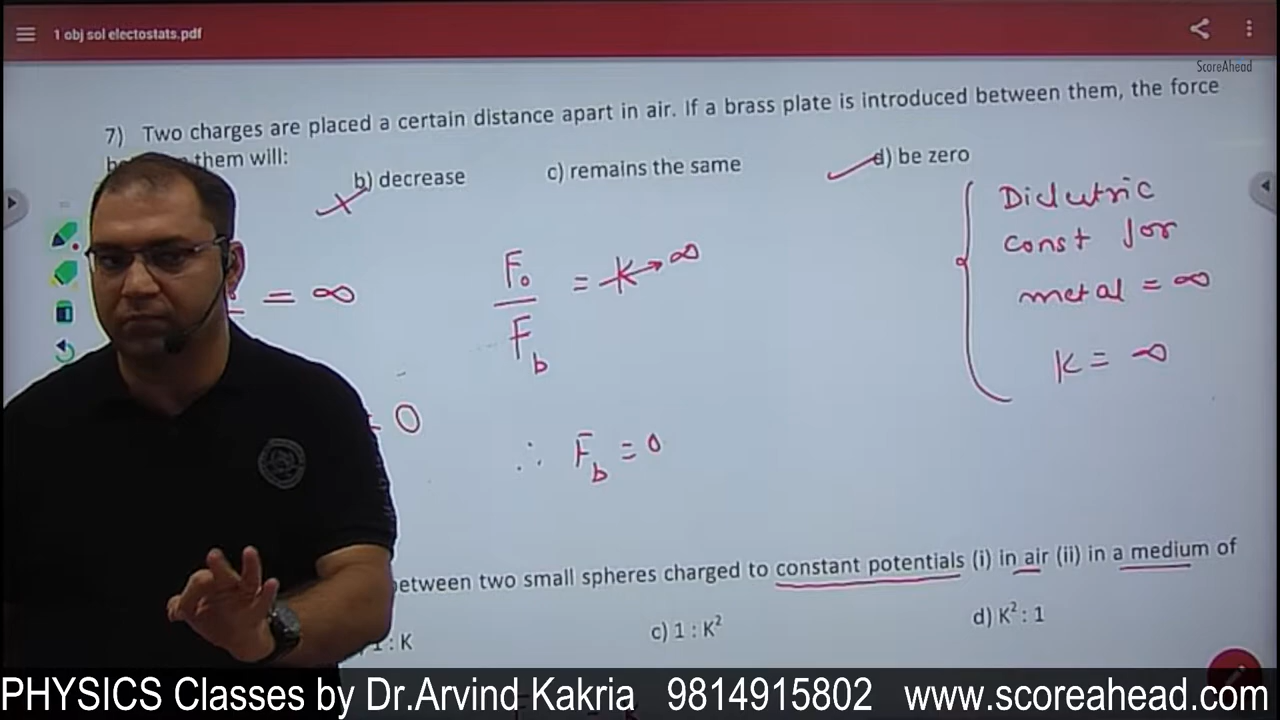 1 obj sol electostats.pdf
ScoreAhead
7) Two charges are placed a certain distance apart in air. If a brass plate is introduced between them, the force
them will:
b) decrease c) remains the same d) be zero
Dielectric
const for
metal = ∞
K = ∞
= ∞
F₀ / F_b = K → ∞
= 0
∴ F_b = 0
between two small spheres charged to constant potentials (i) in air (ii) in a medium of
1 : K c) 1 : K² d) K² : 1
PHYSICS Classes by Dr.Arvind Kakria 9814915802 www.scoreahead.com